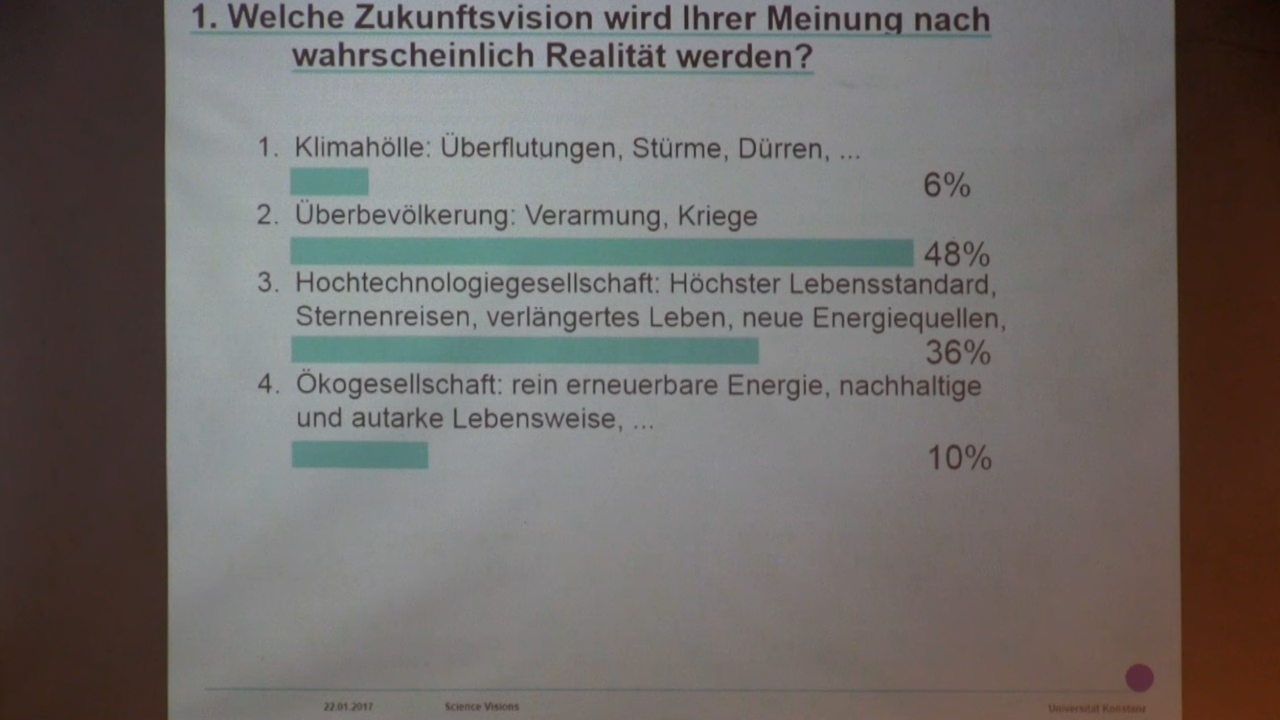 1. Welche Zukunftsvision wird Ihrer Meinung nach
wahrscheinlich Realität werden?
1. Klimahölle: Überflutungen, Stürme, Dürren, ...
6%
2. Überbevölkerung: Verarmung, Kriege
48%
3. Hochtechnologiegesellschaft: Höchster Lebensstandard,
Sternenreisen, verlängertes Leben, neue Energiequellen,
36%
4. Ökogesellschaft: rein erneuerbare Energie, nachhaltige
und autarke Lebensweise, ...
10%
22.01.2017 Science Visions Universität Konstanz